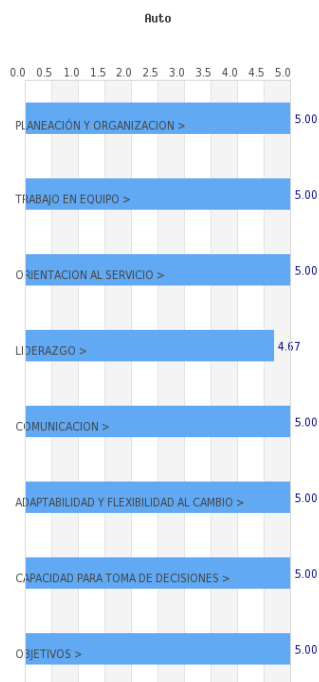 Auto
0.0 0.5 1.0 1.5 2.0 2.5 3.0 3.5 4.0 4.5 5.0
PLANEACIÓN Y ORGANIZACION > 5.00
TRABAJO EN EQUIPO > 5.00
ORIENTACION AL SERVICIO > 5.00
LIDERAZGO > 4.67
COMUNICACION > 5.00
ADAPTABILIDAD Y FLEXIBILIDAD AL CAMBIO > 5.00
CAPACIDAD PARA TOMA DE DECISIONES > 5.00
OBJETIVOS > 5.00